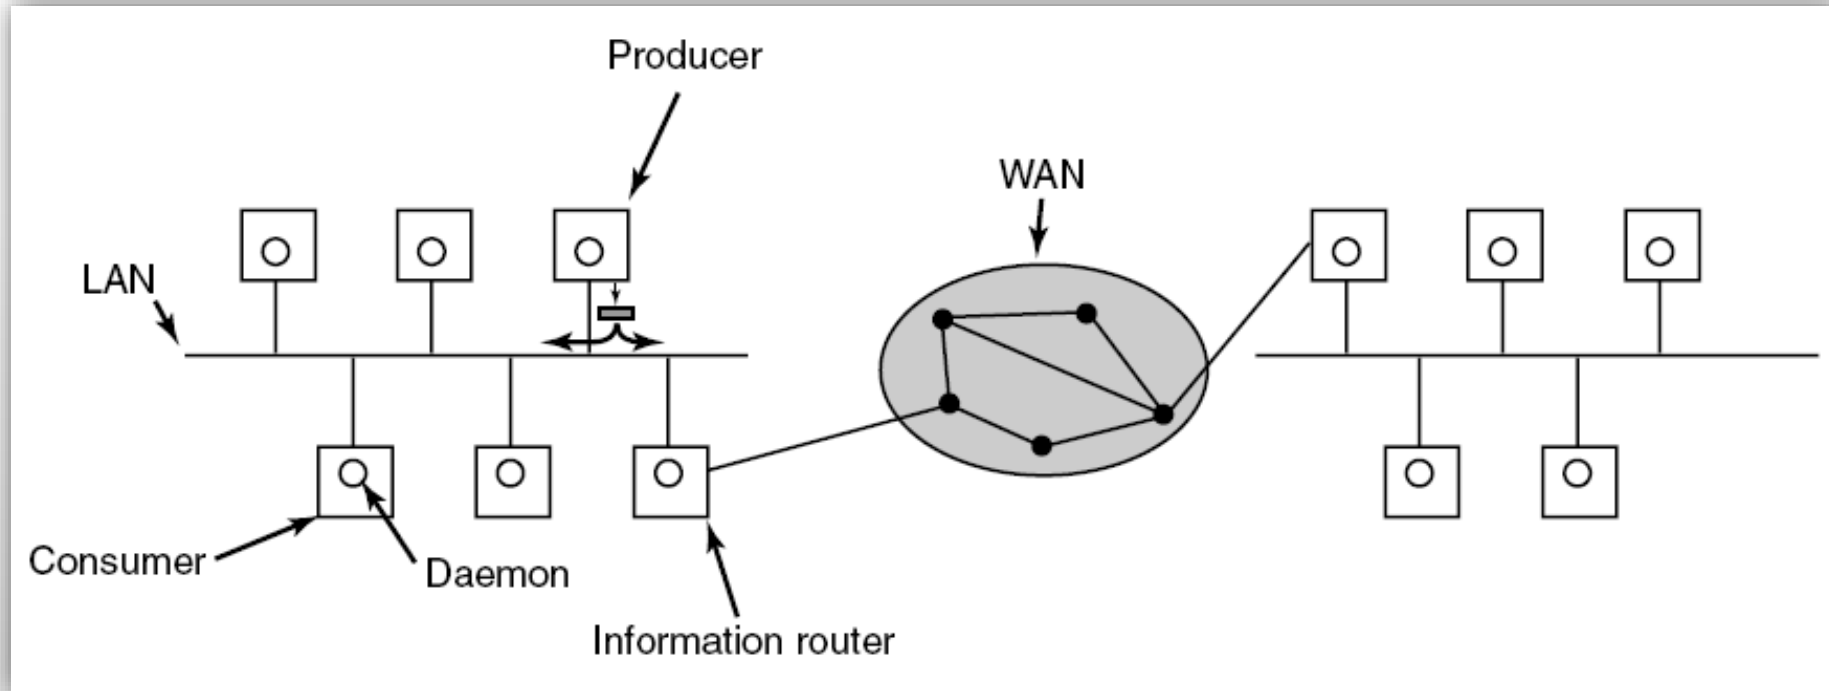 Producer
WAN
LAN
Consumer
Daemon
Information router